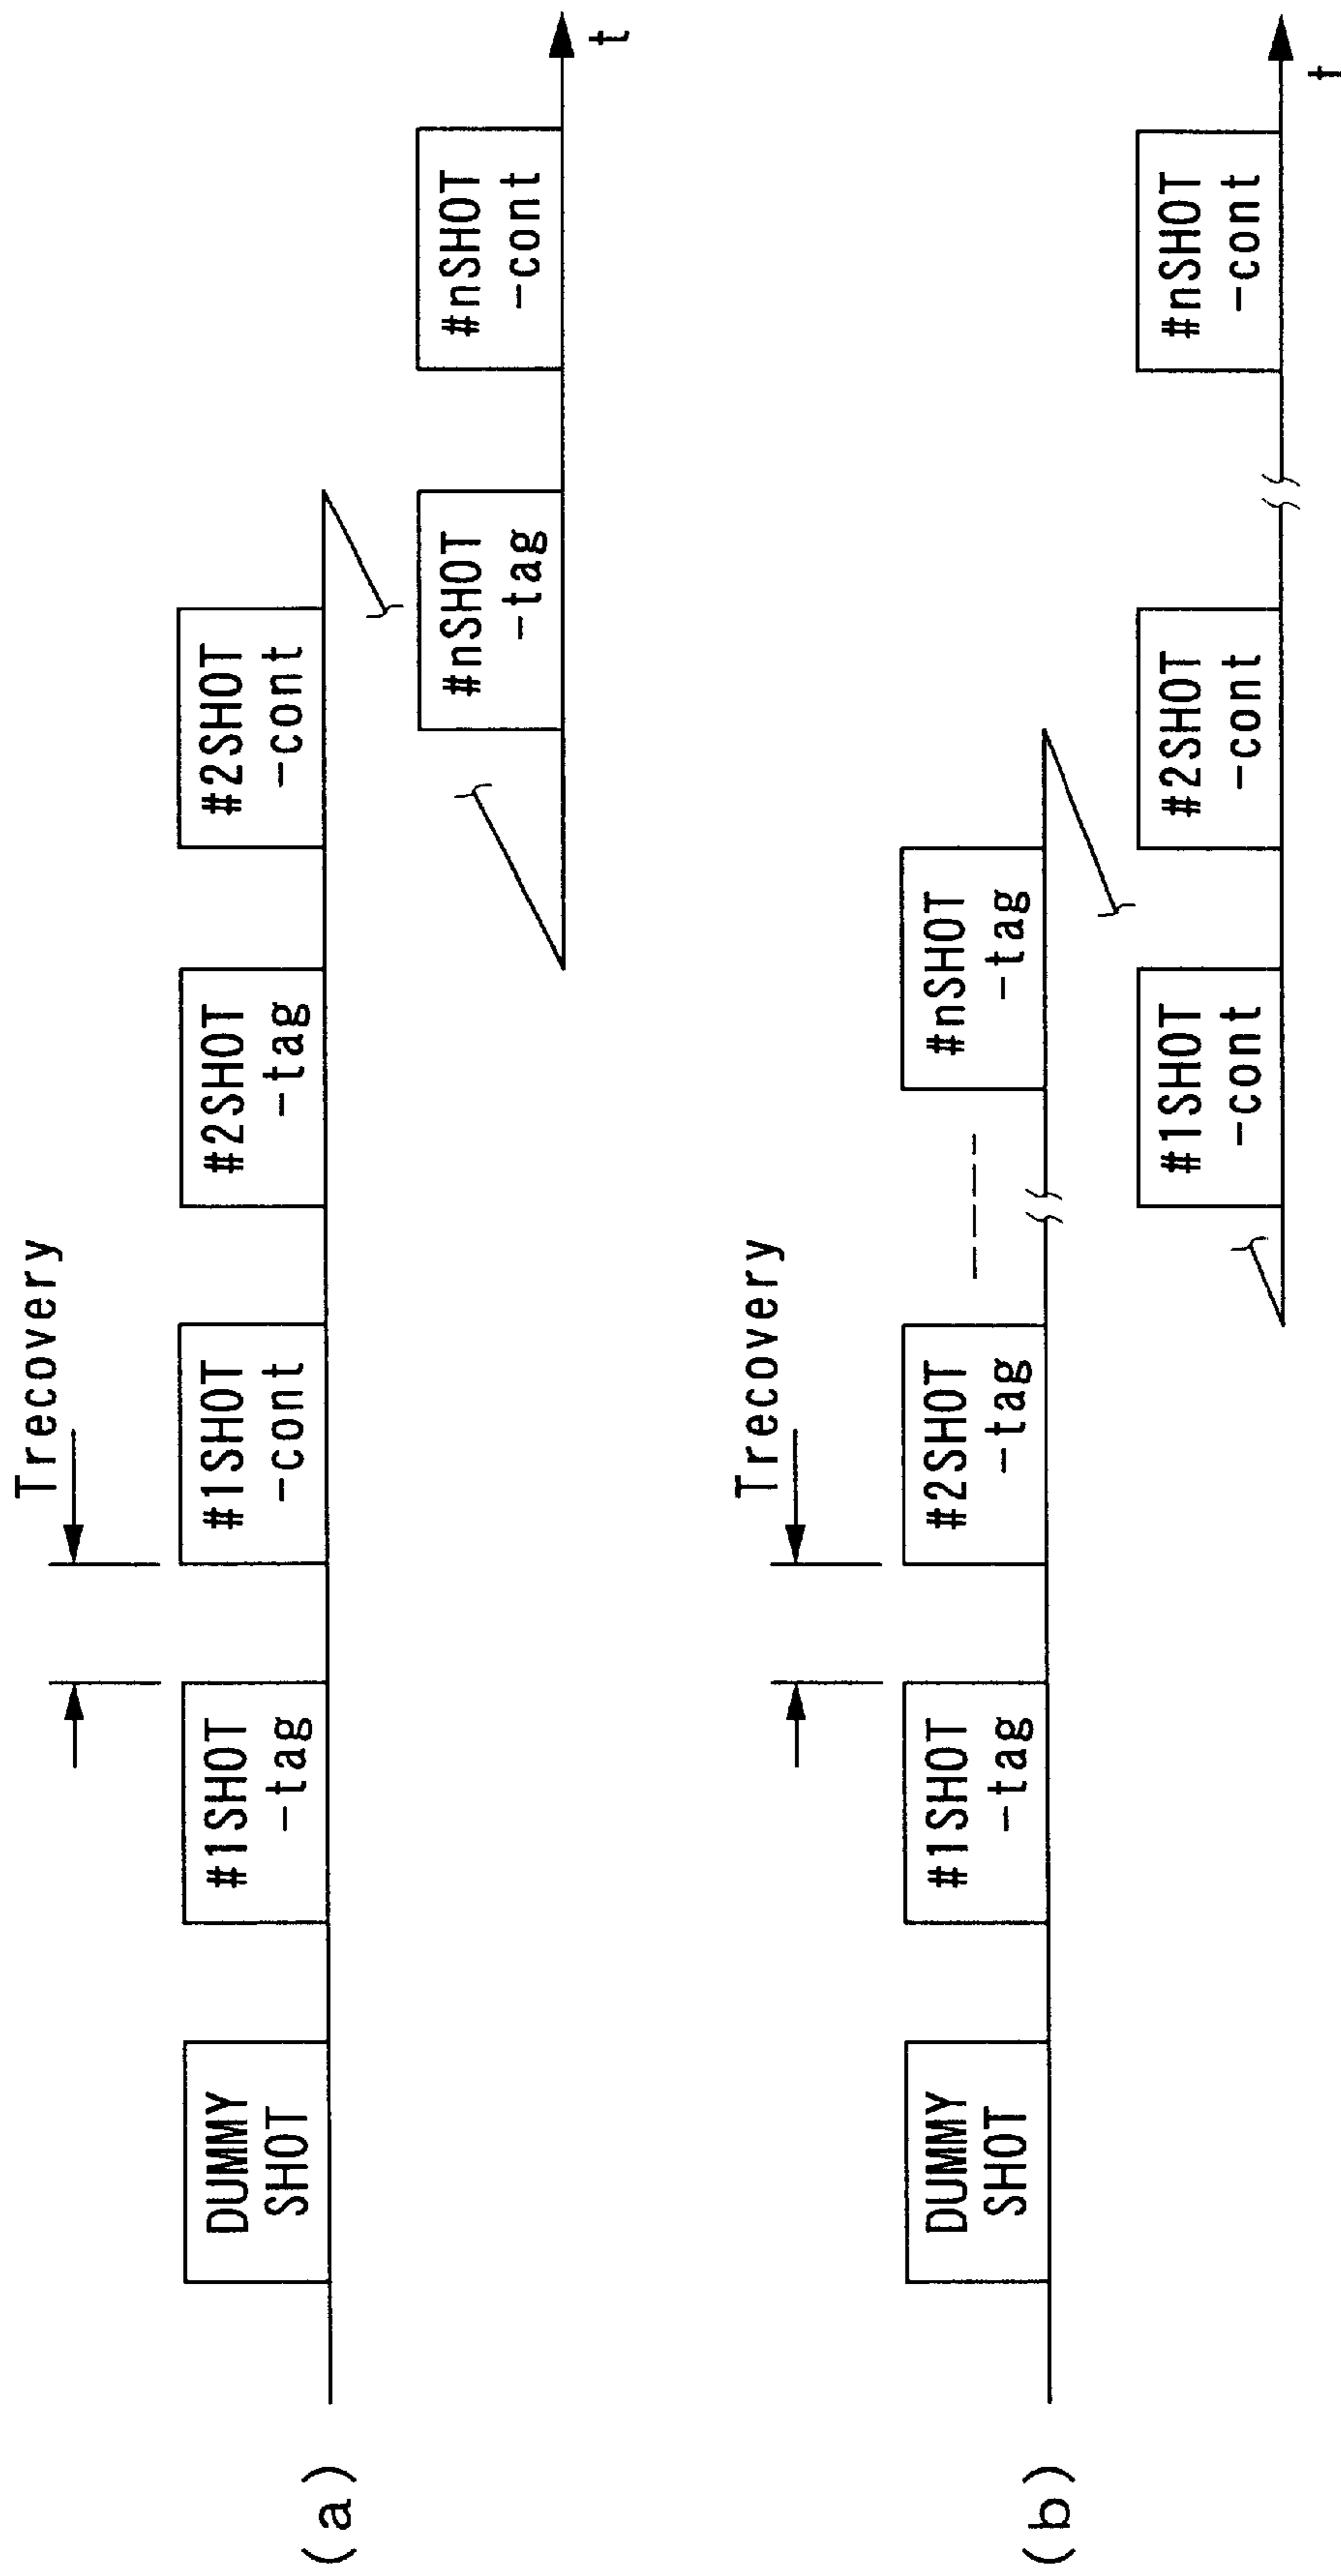 (a)
Trecovery
DUMMY
SHOT
#1SHOT
-tag
#1SHOT
-cont
#2SHOT
-tag
#2SHOT
-cont
#nSHOT
-tag
#nSHOT
-cont
t
(b)
Trecovery
DUMMY
SHOT
#1SHOT
-tag
#2SHOT
-tag
#nSHOT
-tag
#1SHOT
-cont
#2SHOT
-cont
#nSHOT
-cont
t